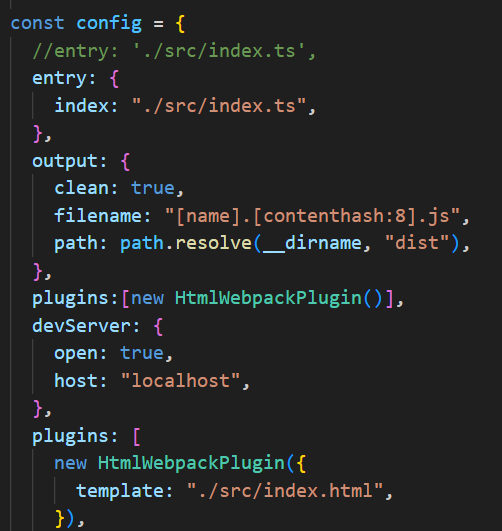 const config = {
  //entry: './src/index.ts',
  entry: {
    index: "./src/index.ts",
  },
  output: {
    clean: true,
    filename: "[name].[contenthash:8].js",
    path: path.resolve(__dirname, "dist"),
  },
  plugins:[new HtmlWebpackPlugin()],
  devServer: {
    open: true,
    host: "localhost",
  },
  plugins: [
    new HtmlWebpackPlugin({
      template: "./src/index.html",
    }),